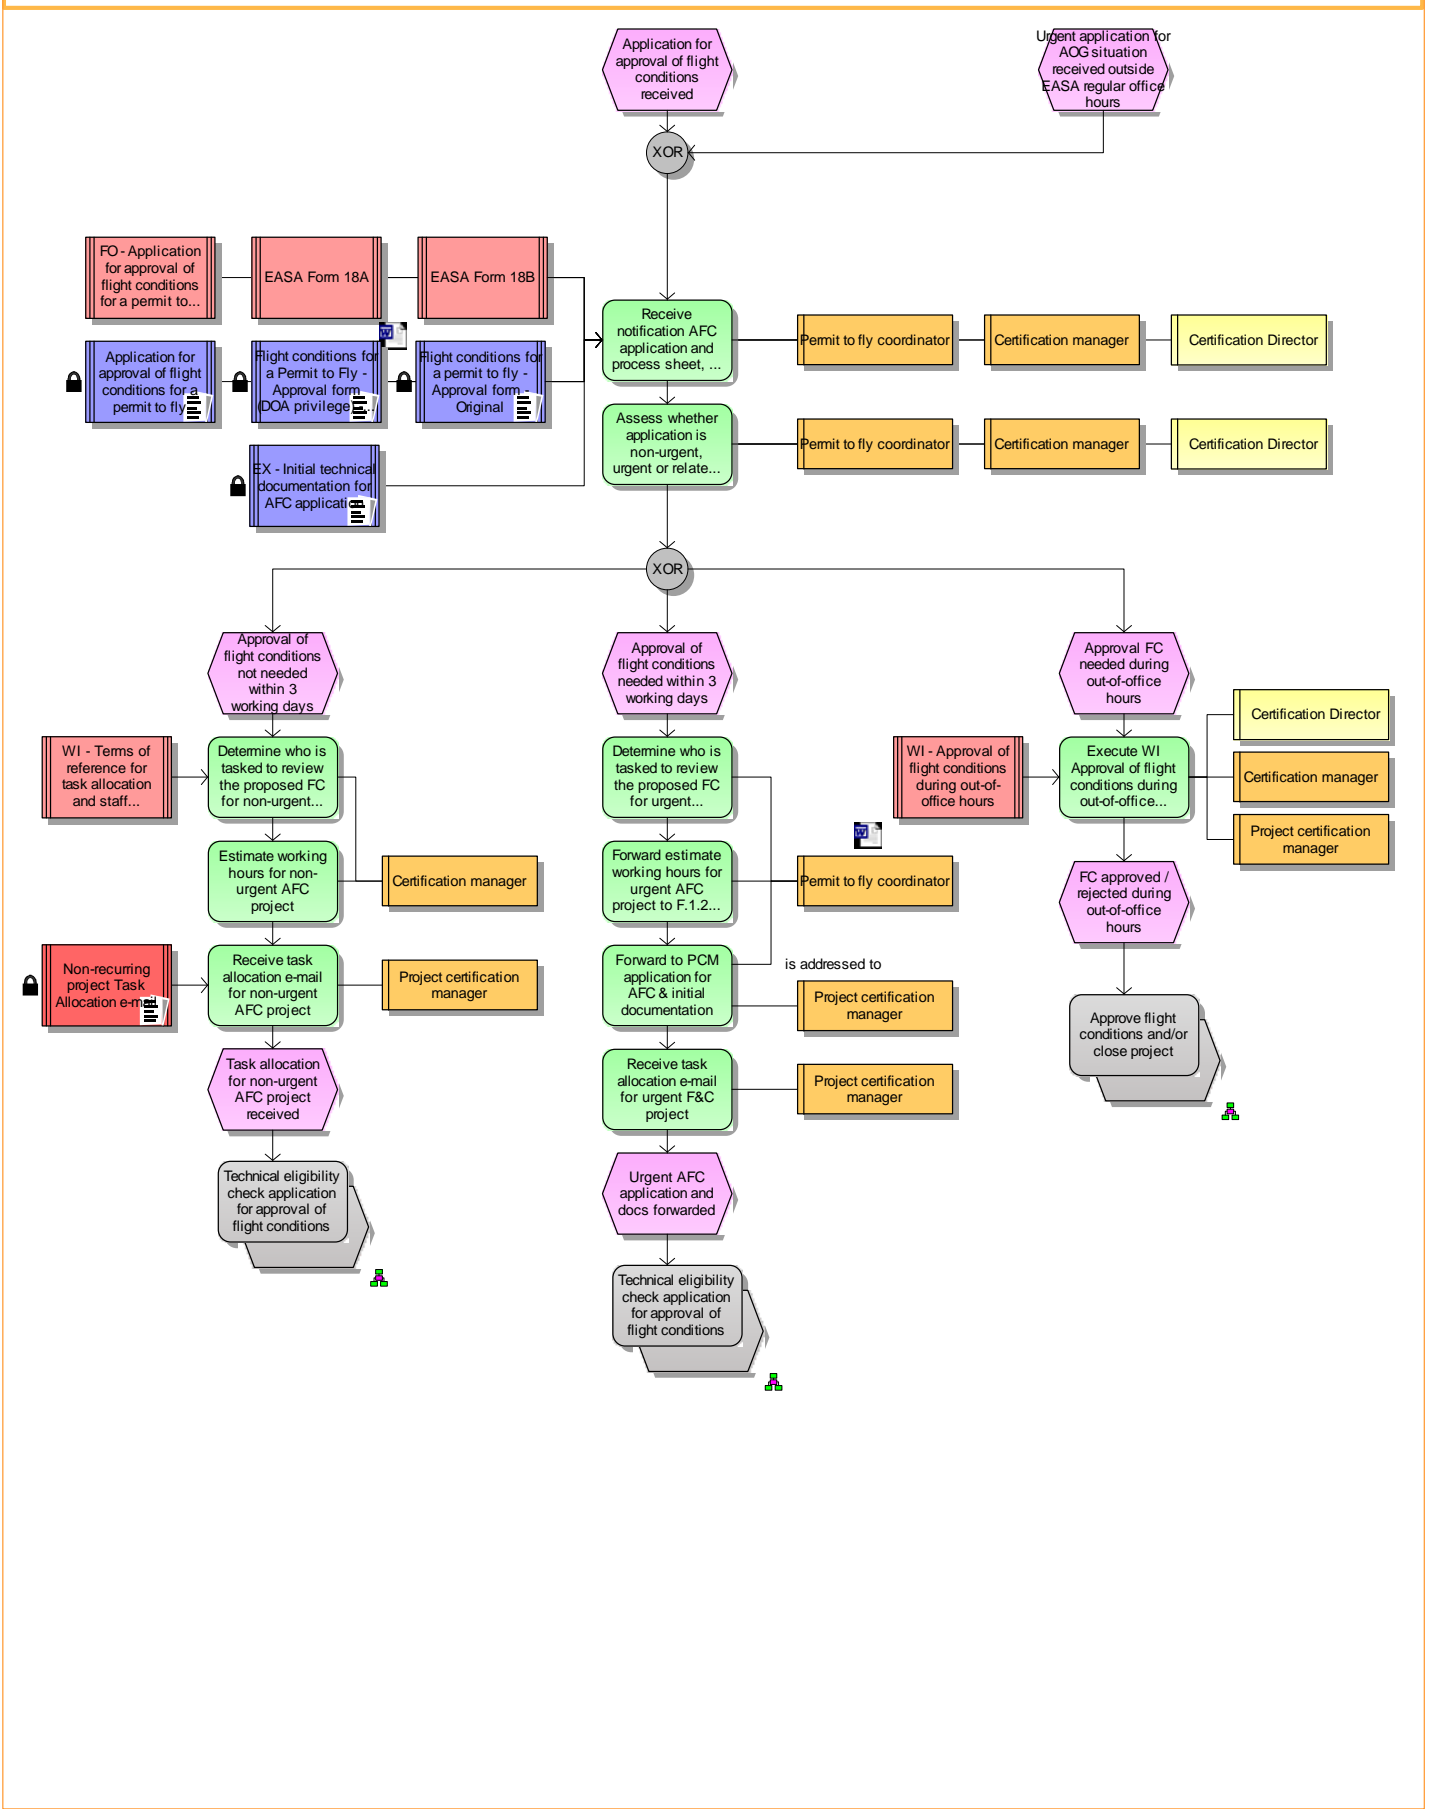 Application for
approval of flight
conditions
received
Urgent application for
AOG situation
received outside
EASA regular office
hours
XOR
FO - Application
for approval of
flight conditions
for a permit to...
EASA Form 18A
EASA Form 18B
Application for
approval of flight
conditions for a
permit to fly
Flight conditions for
a Permit to Fly -
Approval form
(DOA privilege)
Flight conditions for
a permit to fly -
Approval form -
Original
EX - Initial technical
documentation for
AFC application
Receive
notification AFC
application and
process sheet, ...
Permit to fly coordinator
Certification manager
Certification Director
Assess whether
application is
non-urgent,
urgent or relate...
Permit to fly coordinator
Certification manager
Certification Director
XOR
Approval of
flight conditions
not needed
within 3
working days
Approval of
flight conditions
needed within 3
working days
Approval FC
needed during
out-of-office
hours
WI - Terms of
reference for
task allocation
and staff...
Determine who is
tasked to review
the proposed FC
for non-urgent...
Determine who is
tasked to review
the proposed FC
for urgent...
WI - Approval of
flight conditions
during out-of-
office hours
Execute WI
Approval of flight
conditions during
out-of-office...
Certification Director
Certification manager
Project certification
manager
Estimate working
hours for non-
urgent AFC
project
Certification manager
Forward estimate
working hours for
urgent AFC
project to F.1.2...
Permit to fly coordinator
FC approved /
rejected during
out-of-office
hours
Non-recurring
project Task
Allocation e-mail
Receive task
allocation e-mail
for non-urgent
AFC project
Project certification
manager
Forward to PCM
application for
AFC & initial
documentation
is addressed to
Project certification
manager
Approve flight
conditions and/or
close project
Task allocation
for non-urgent
AFC project
received
Receive task
allocation e-mail
for urgent F&C
project
Project certification
manager
Technical eligibility
check application
for approval of
flight conditions
Urgent AFC
application and
docs forwarded
Technical eligibility
check application
for approval of
flight conditions